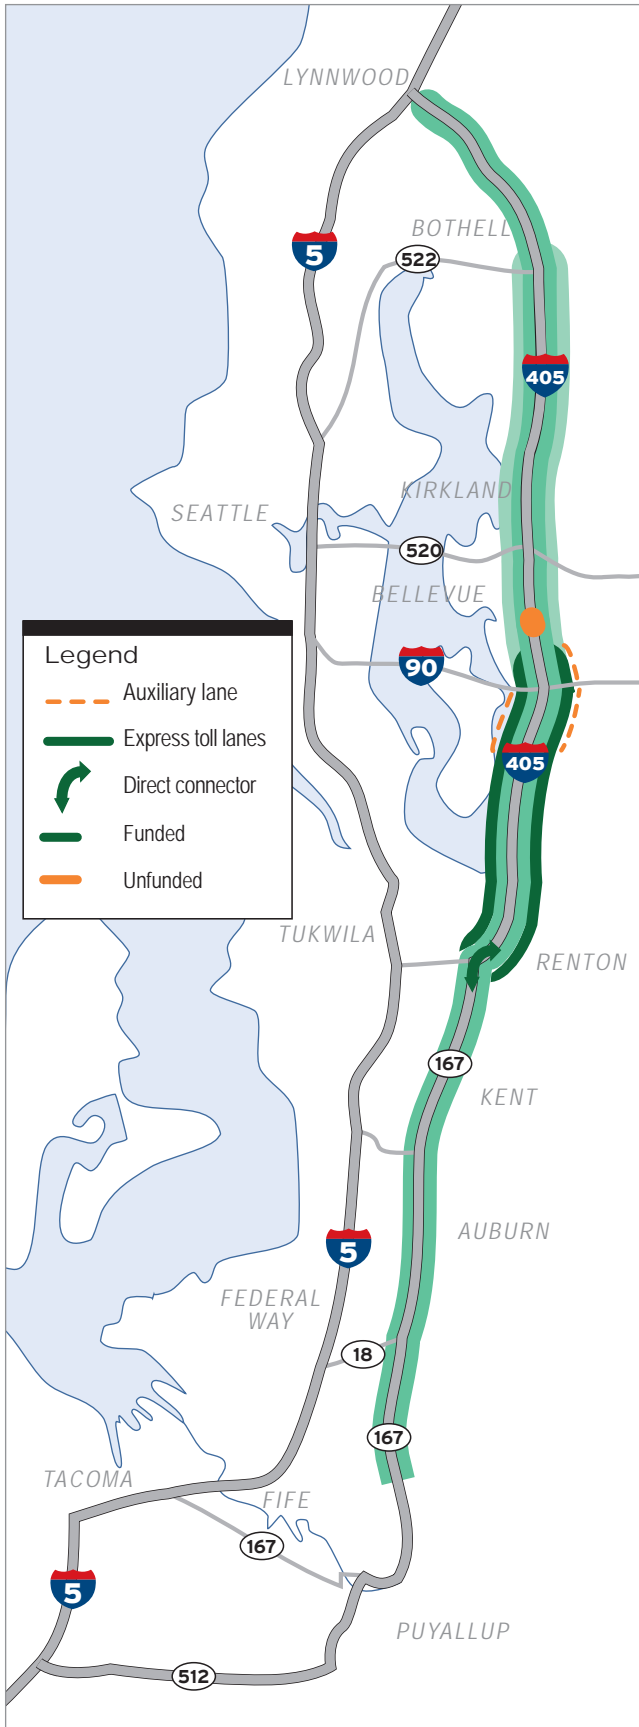 LYNNWOOD
BOTHELL
5
522
405
KIRKLAND
SEATTLE
520
BELLEVUE
90
Legend
Auxiliary lane
Express toll lanes
Direct connector
Funded
Unfunded
405
TUKWILA
RENTON
167
KENT
AUBURN
5
FEDERAL
WAY
18
167
TACOMA
FIFE
167
5
PUYALLUP
512